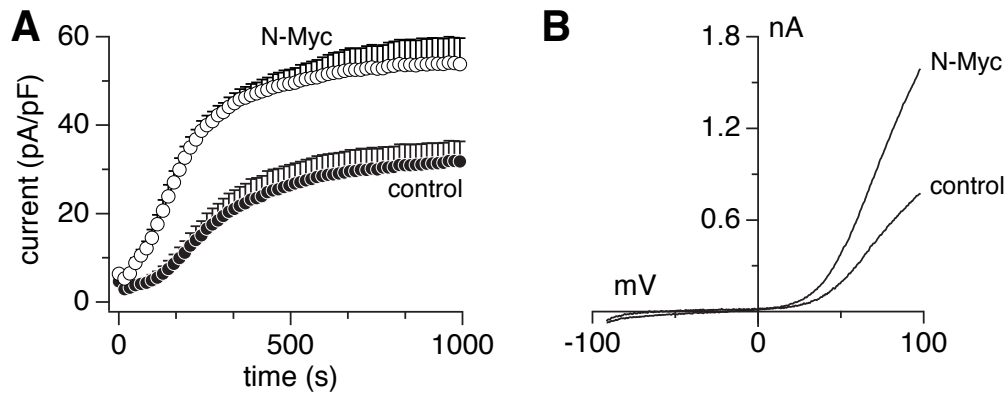 A
current (pA/pF)
60
40
20
0
N-Myc
control
0
500
1000
time (s)
B
1.8
nA
1.2
0.6
N-Myc
control
mV
-100
0
100